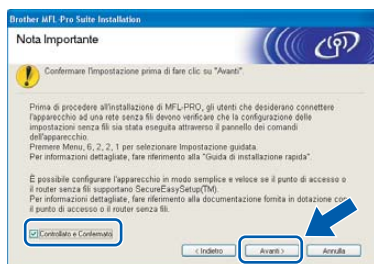 Brother MFL-Pro Suite Installation
Nota Importante
Confermare l'impostazione prima di fare clic su "Avanti".
Prima di procedere all'installazione di MFL-PRO, gli utenti che desiderano connettere
l'apparecchio ad una rete senza fili devono verificare che la configurazione delle
impostazioni senza fili sia stata eseguita attraverso il pannello dei comandi
dell'apparecchio.
Premere Menu, 6, 2, 2, 1 per selezionare Impostazione guidata.
Per informazioni dettagliate, fare riferimento alla "Guida di installazione rapida".
È possibile configurare l'apparecchio in modo semplice e veloce se il punto di accesso o
il router senza fili supportano SecureEasySetup(TM).
Per informazioni dettagliate, fare riferimento alla documentazione fornita in dotazione con
il punto di accesso o il router senza fili.
Controllato e Confermato
< Indietro
Avanti >
Annulla